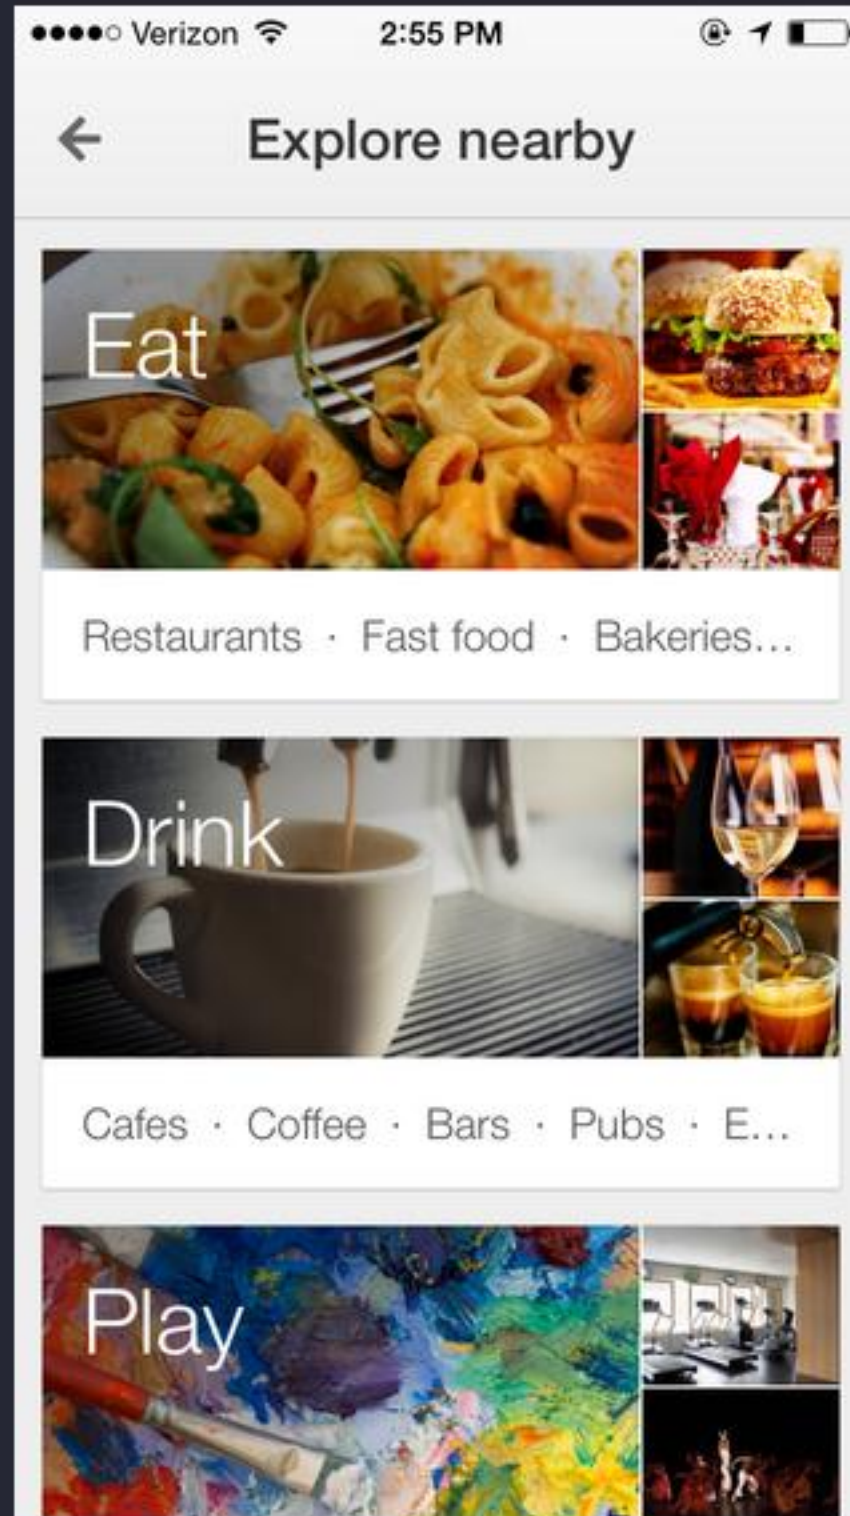 Verizon 2:55 PM
Explore nearby
Eat
Restaurants · Fast food · Bakeries...
Drink
Cafes · Coffee · Bars · Pubs · E...
Play